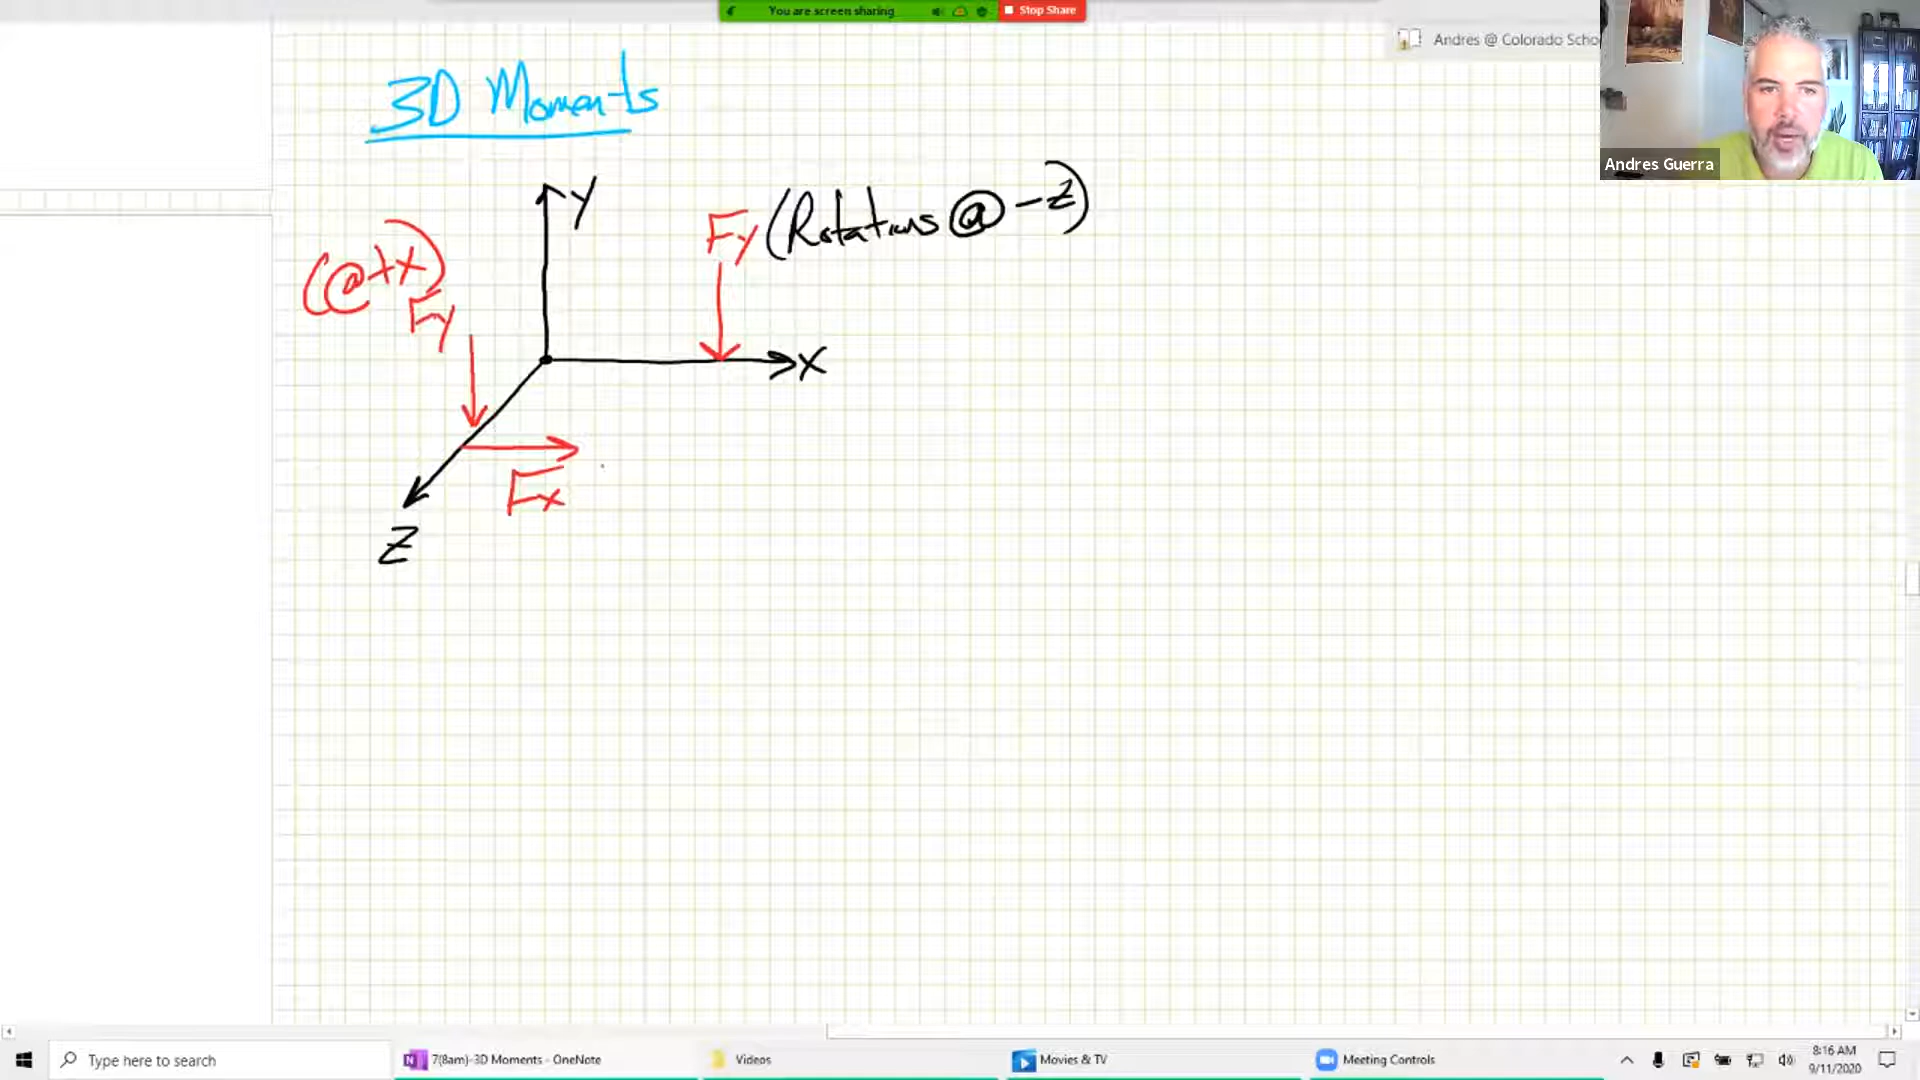 You are screen sharing
Stop Share
Andres @ Colorado Scho
Andres Guerra
3D Moments
Y
Fy (Rotations @ -z)
(@ +x)
Fy
X
Fx
Z
Type here to search
7(8am)-3D Moments - OneNote
Videos
Movies & TV
Meeting Controls
8:16 AM
9/11/2020